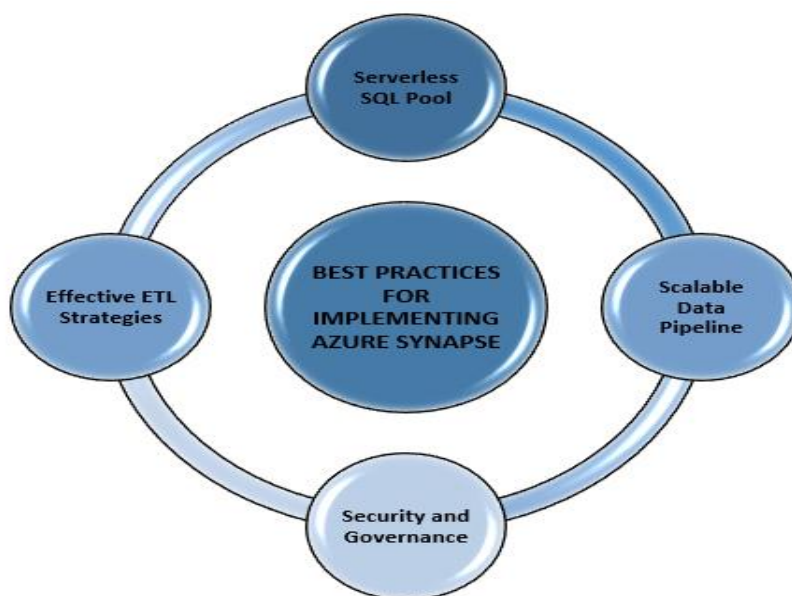 Serverless
SQL Pool
BEST PRACTICES
FOR
IMPLEMENTING
AZURE SYNAPSE
Effective ETL
Strategies
Scalable
Data
Pipeline
Security and
Governance